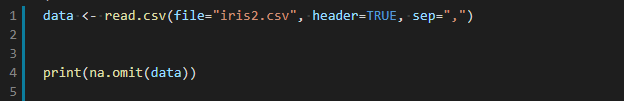 1 data <- read.csv(file="iris2.csv", header=TRUE, sep=",")
2
3
4 print(na.omit(data))
5